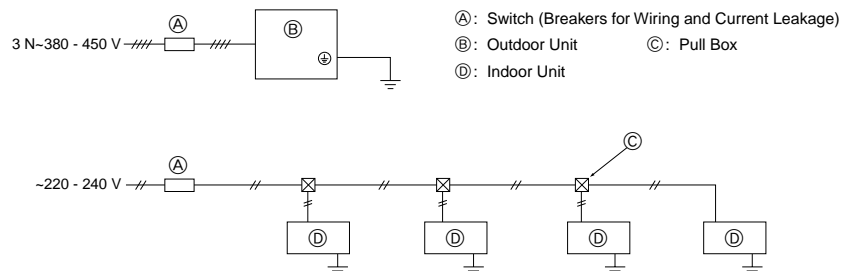 Ⓐ
3 N~380 - 450 V
Ⓑ
Ⓐ: Switch (Breakers for Wiring and Current Leakage)
Ⓑ: Outdoor Unit Ⓒ: Pull Box
Ⓓ: Indoor Unit
Ⓒ
Ⓐ
~220 - 240 V
Ⓓ Ⓓ Ⓓ Ⓓ